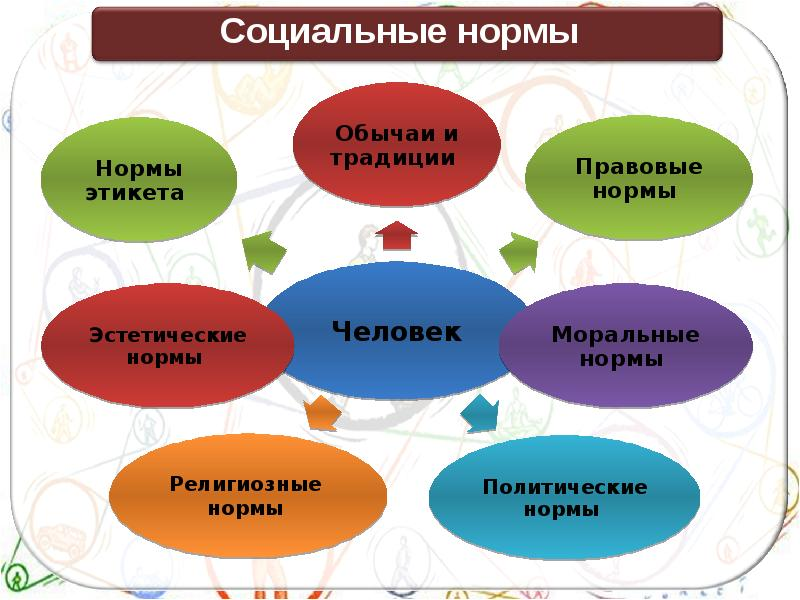 Социальные нормы
Обычаи и
традиции
Нормы
этикета
Правовые
нормы
Человек
Эстетические
нормы
Моральные
нормы
Религиозные
нормы
Политические
нормы